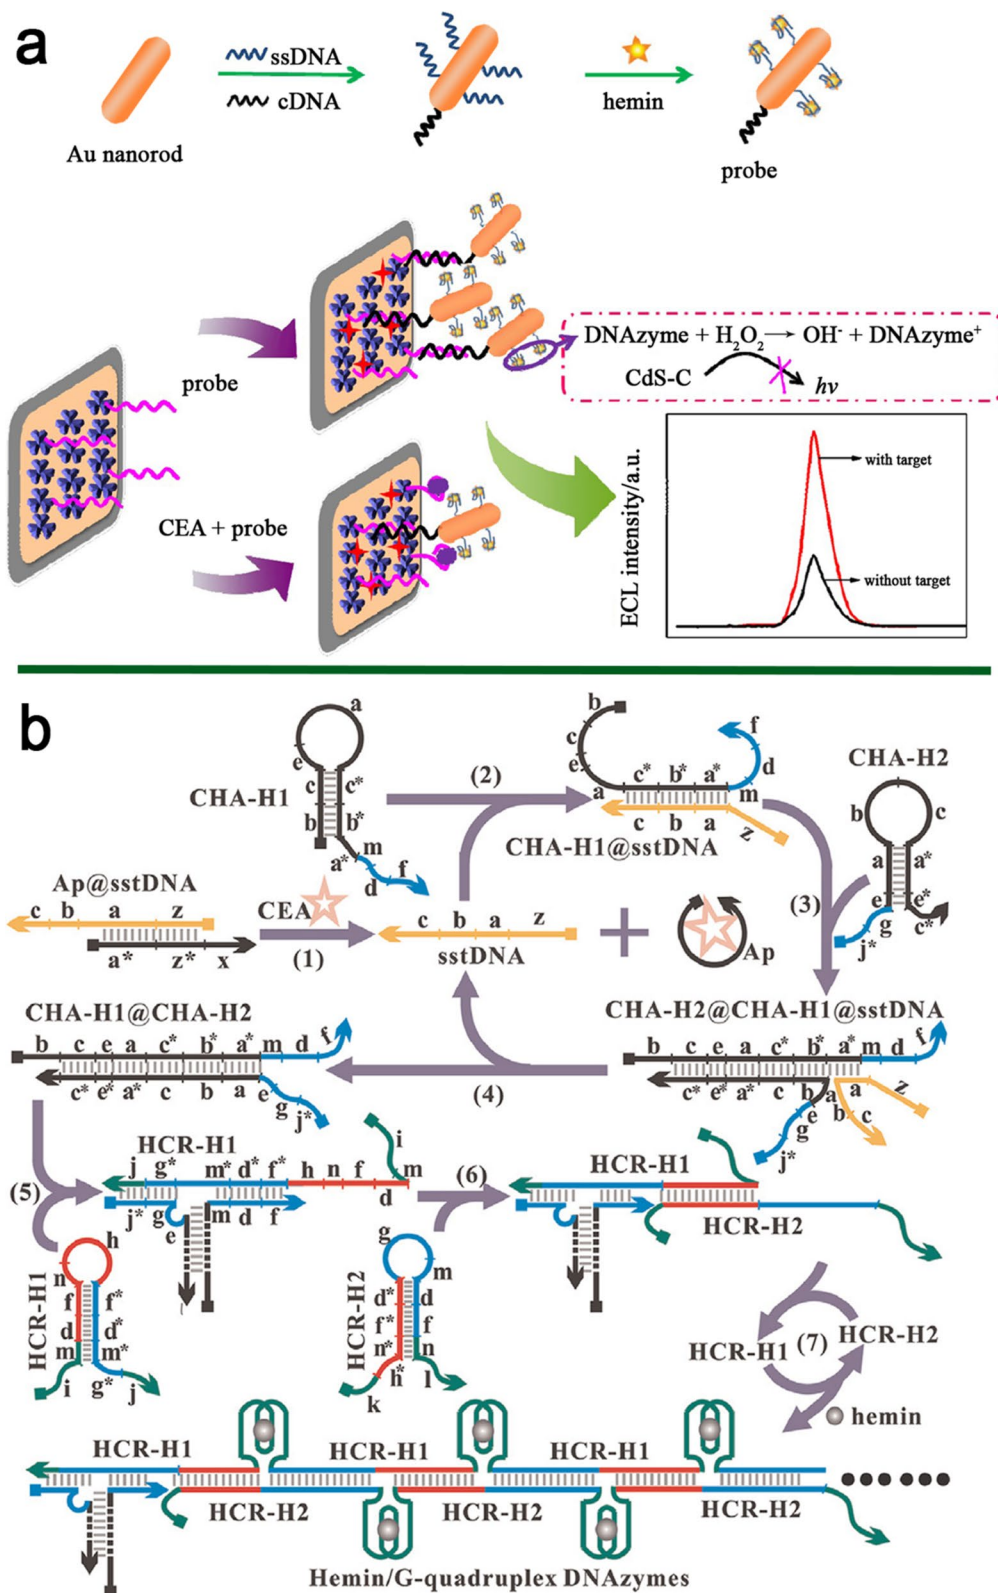 a
ssDNA
cDNA
hemin
Au nanorod
probe
probe
CEA + probe
DNAzyme + H₂O₂ → OH⁻ + DNAzyme⁺
CdS-C
hν
ECL intensity/a.u.
with target
without target
b
a
e
c c*
b b*
CHA-H1
m
a* d f
(2)
b
c
e
a
c* b* a*
m
d
f
c b a z
CHA-H1@sstDNA
CHA-H2
b c
a a*
e e*
g c*
j*
(3)
Ap@sstDNA
c b a z
a* z* x
CEA
(1)
c b a z
sstDNA
+
Ap
CHA-H1@CHA-H2
b c e a c* b* a* m d f
c* e* a* c b a e g j*
(4)
CHA-H2@CHA-H1@sstDNA
b c e a c* b* a* m d f
c* e* a* c b a a z
e b c
g
j*
(5)
HCR-H1
j g* m* d* f* h n f m
d
i
j* g e m d f
(6)
HCR-H1
HCR-H2
HCR-H1
h
n
f f*
d d*
m m*
i g* j
HCR-H2
g
m
d* d
f* f
n* n
h* l
k
HCR-H1 (7) HCR-H2
hemin
HCR-H1 HCR-H1 HCR-H1
HCR-H2 HCR-H2 HCR-H2
Hemin/G-quadruplex DNAzymes